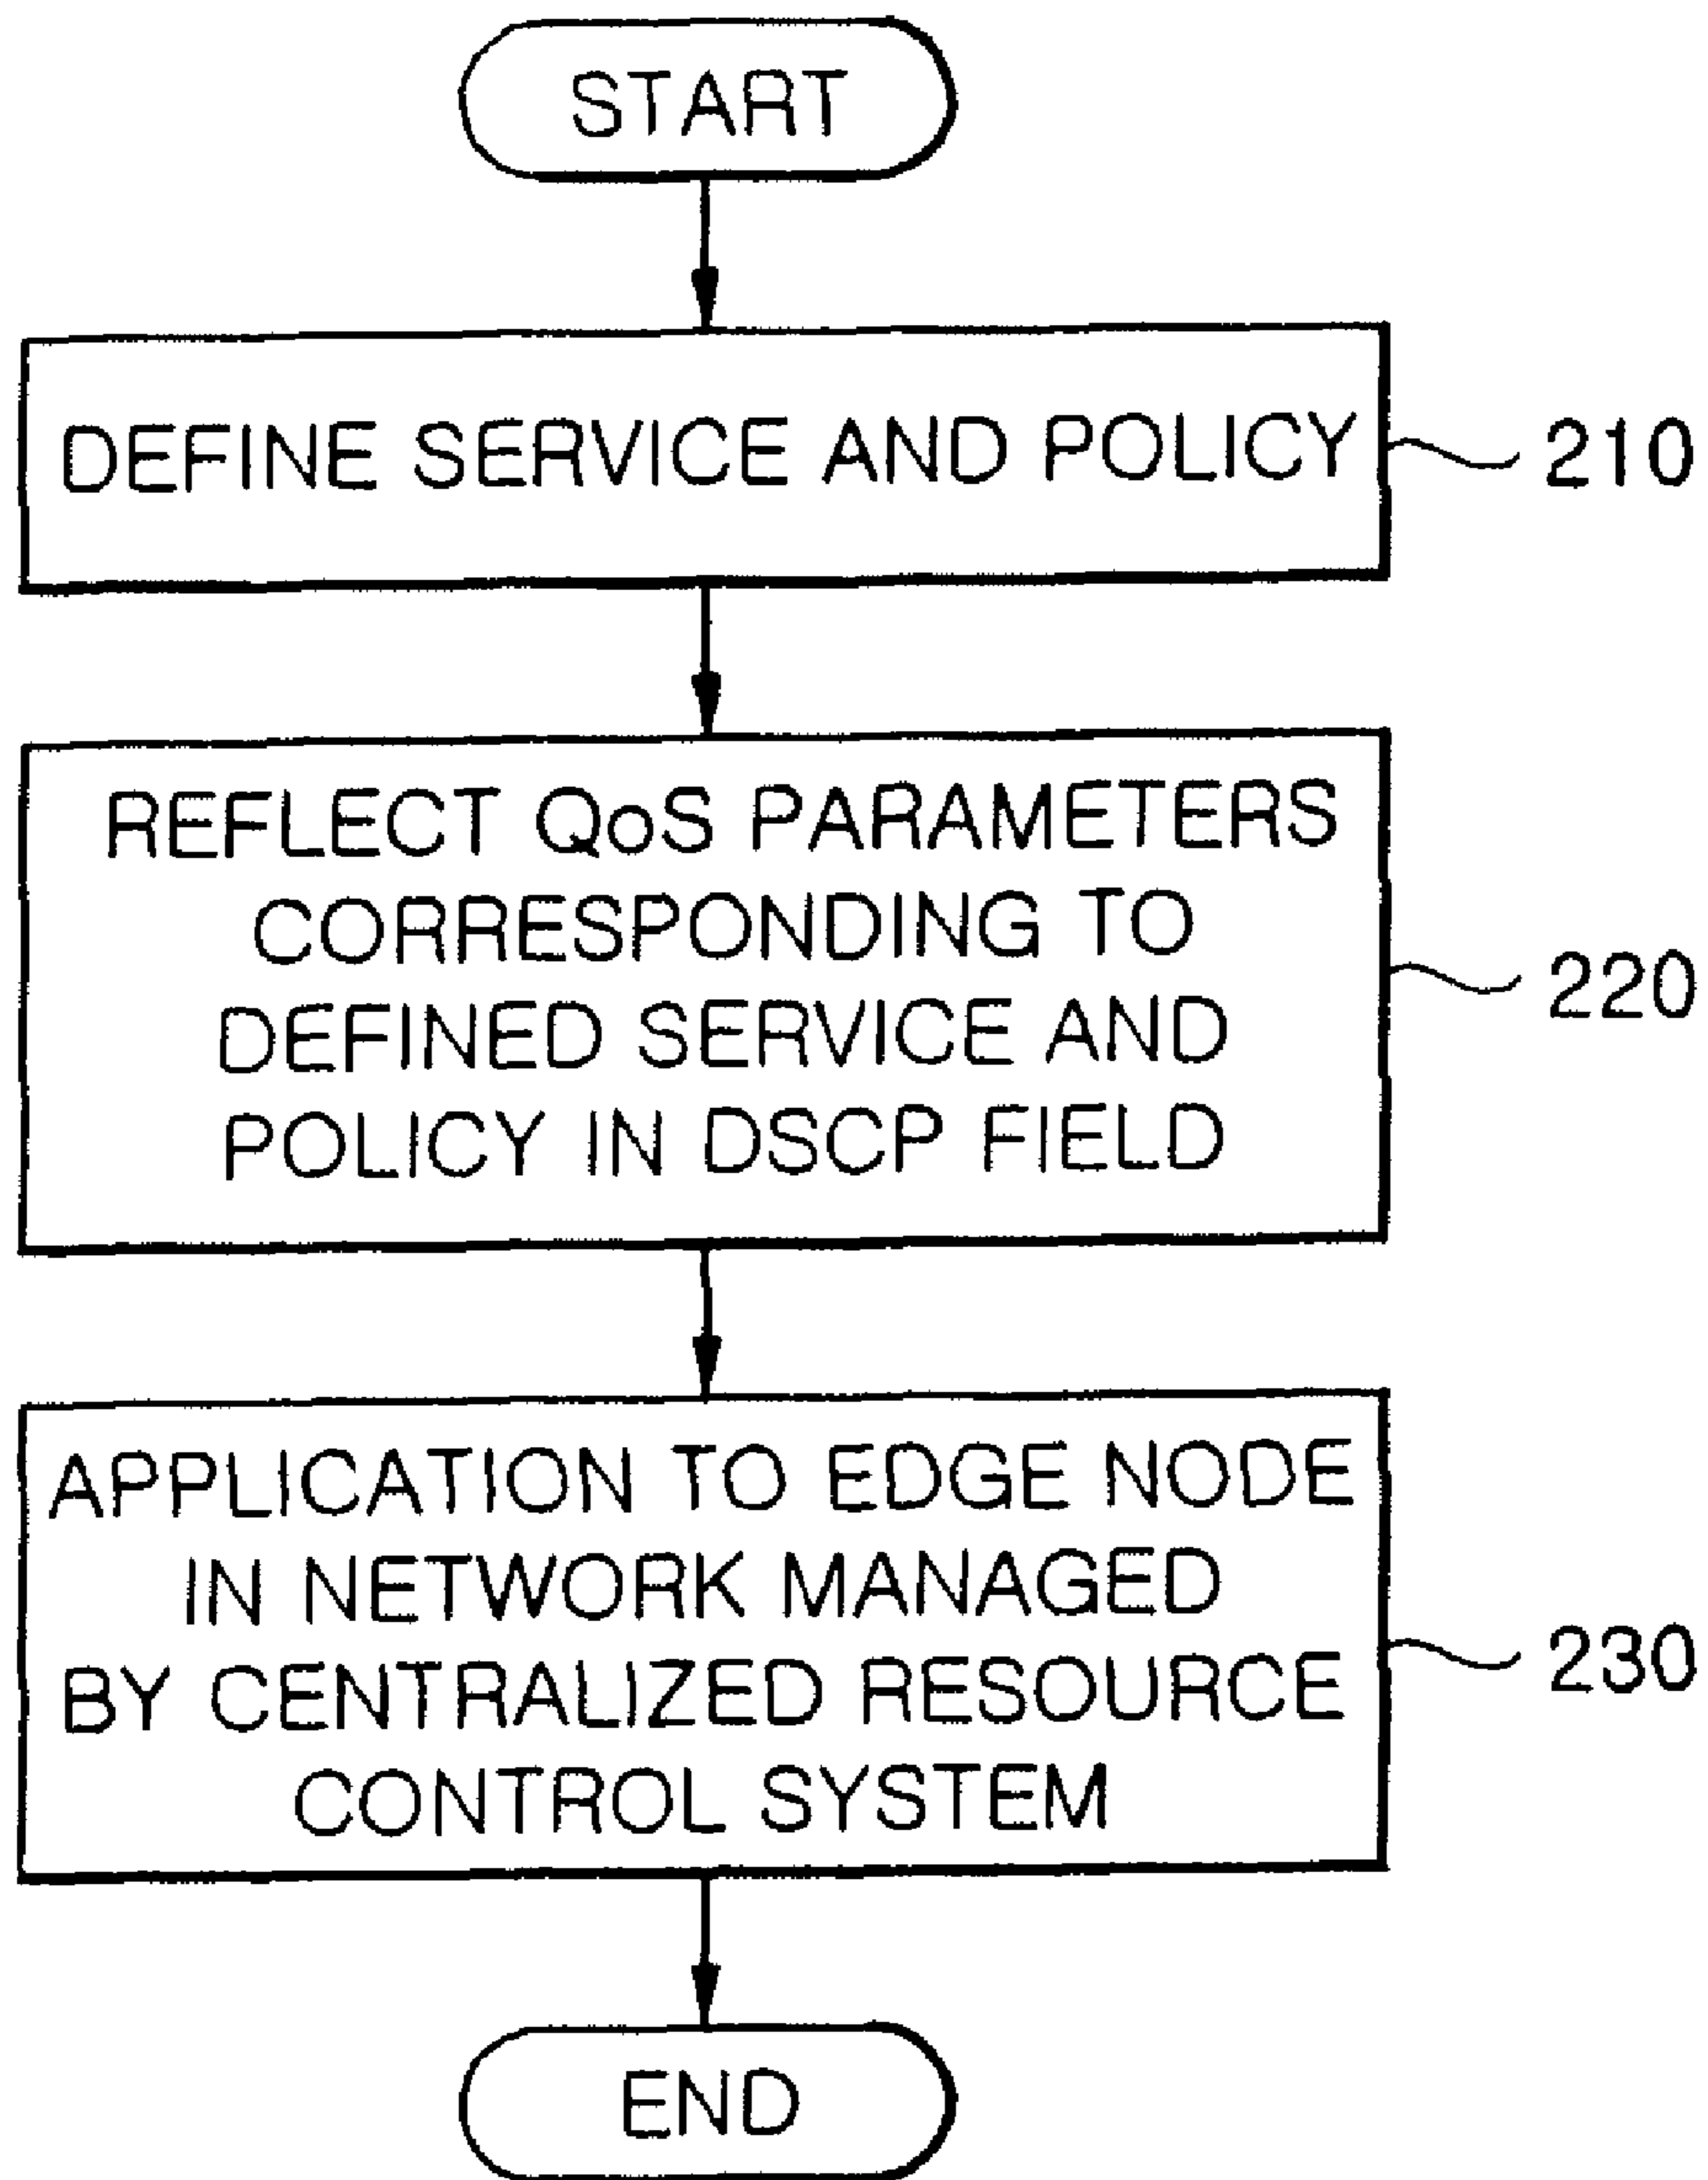 START
DEFINE SERVICE AND POLICY
210
REFLECT QoS PARAMETERS
CORRESPONDING TO
DEFINED SERVICE AND
POLICY IN DSCP FIELD
220
APPLICATION TO EDGE NODE
IN NETWORK MANAGED
BY CENTRALIZED RESOURCE
CONTROL SYSTEM
230
END